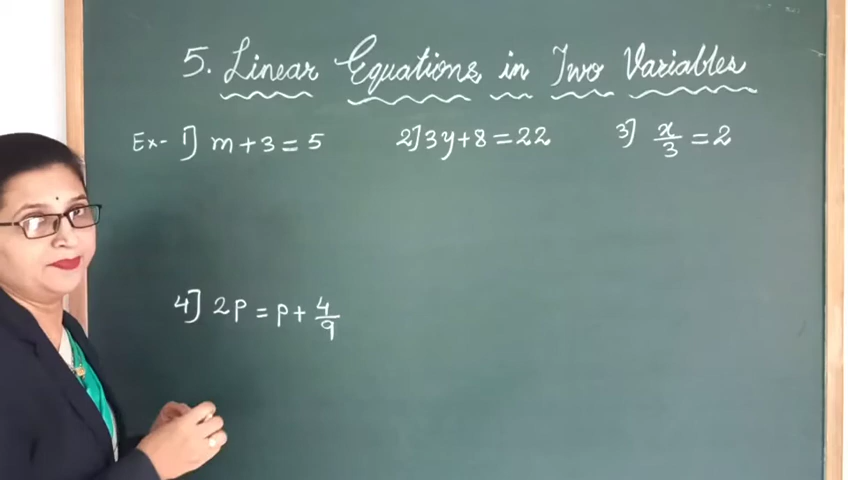 5. Linear Equations in Two Variables
Ex- 1] m + 3 = 5 2] 3y + 8 = 22 3] x/3 = 2
4] 2p = p + 4/9